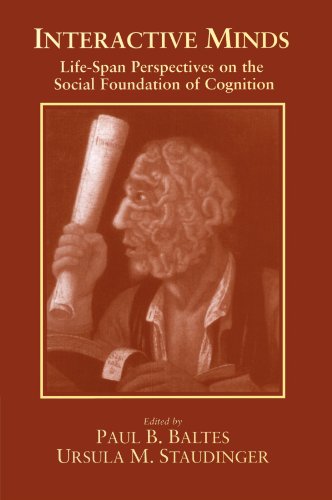 INTERACTIVE MINDS
Life-Span Perspectives on the
Social Foundation of Cognition
Edited by
PAUL B. BALTES
URSULA M. STAUDINGER